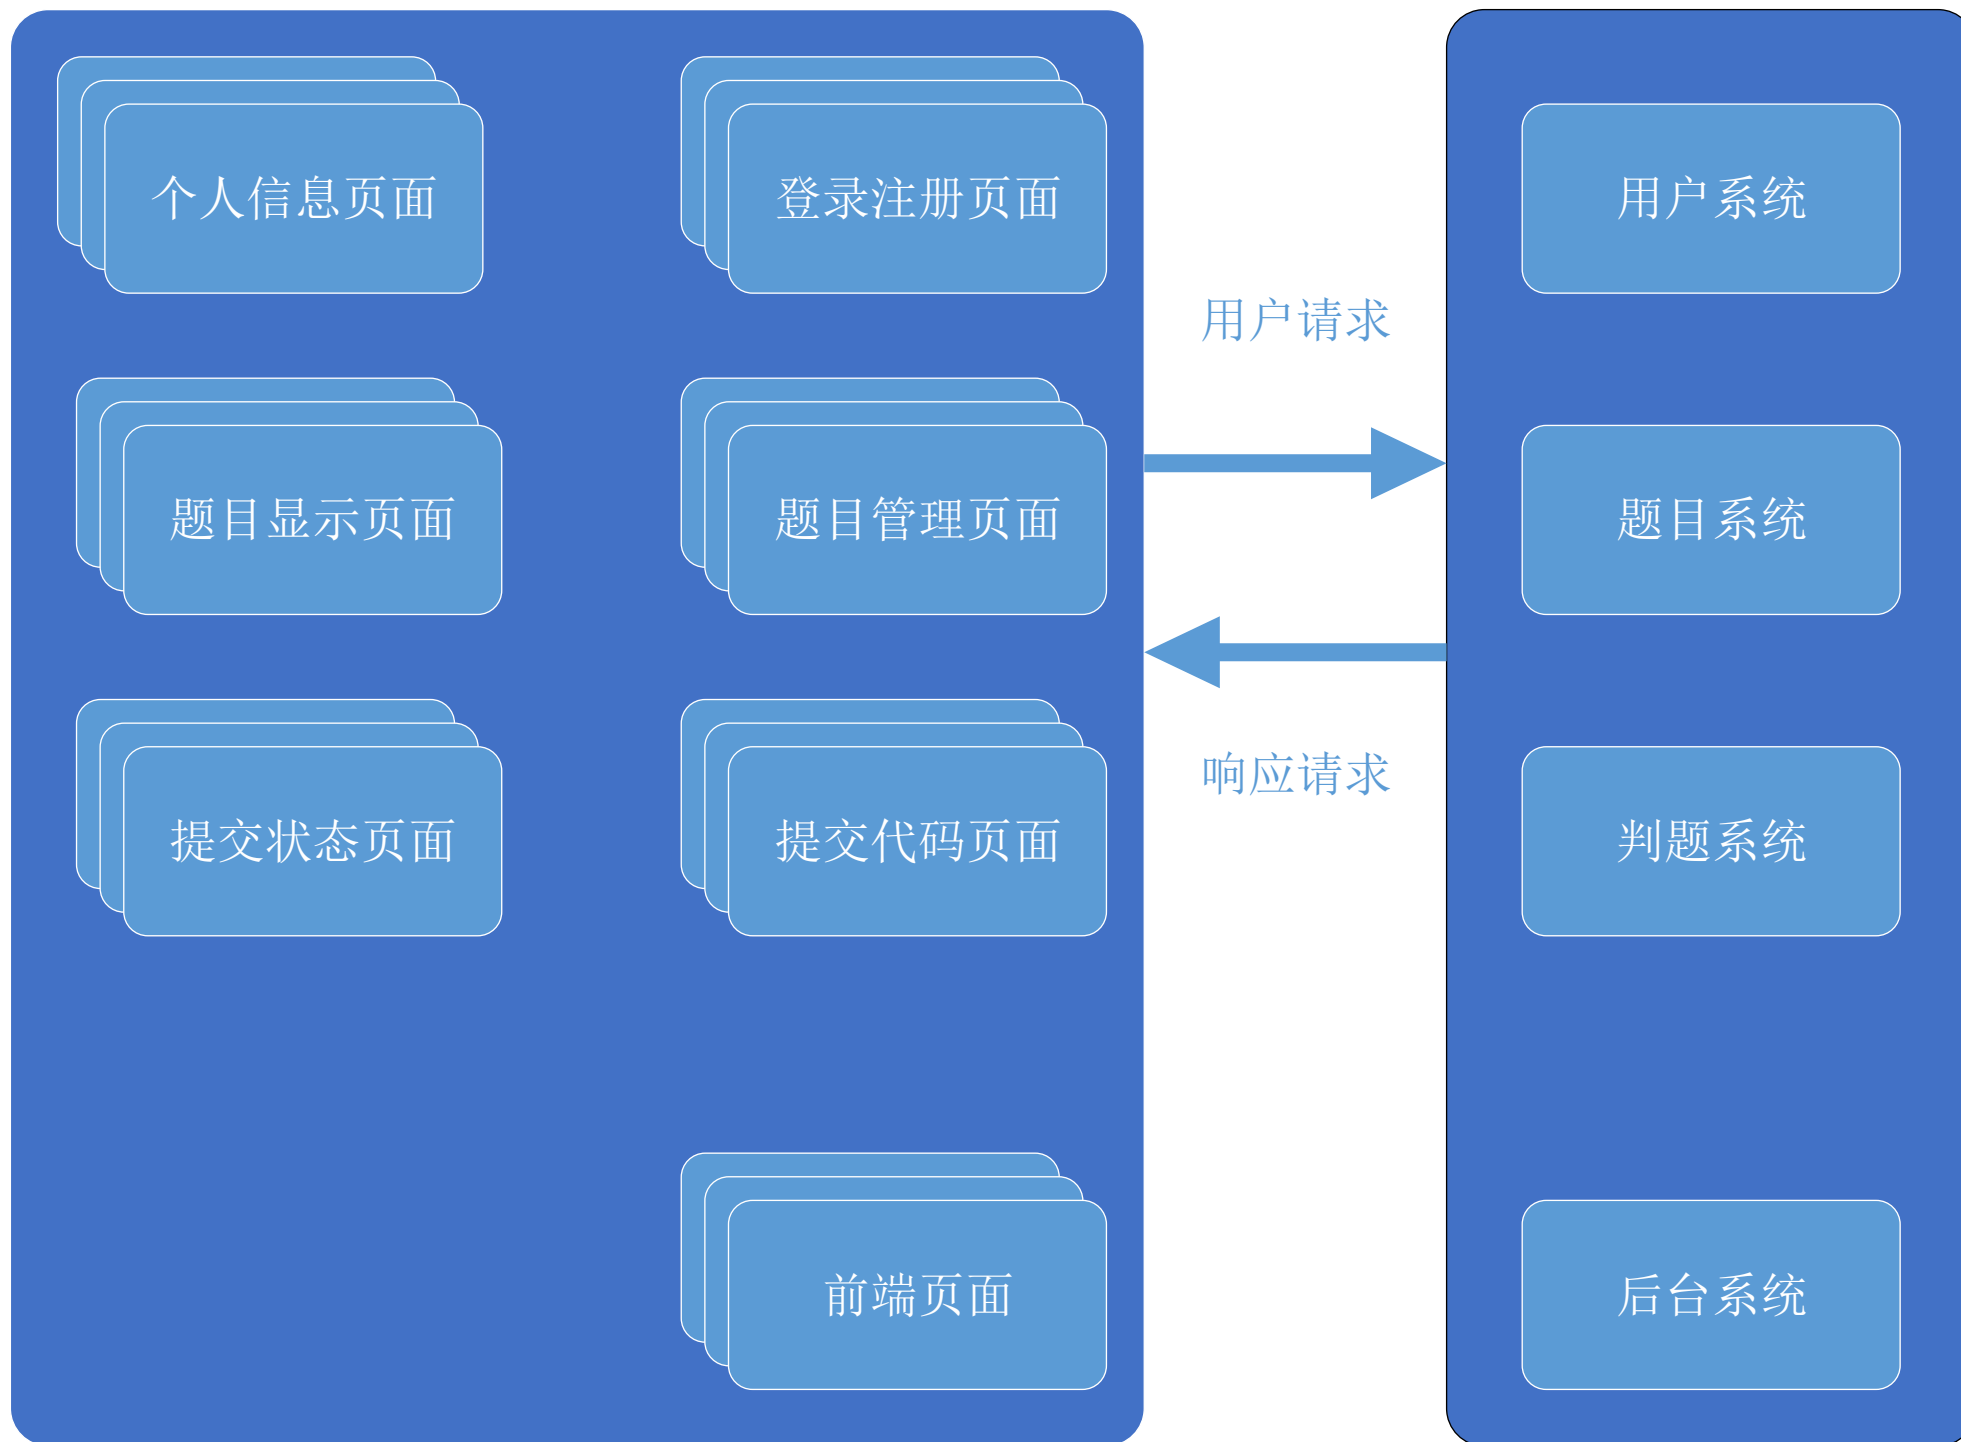 个人信息页面
登录注册页面
用户系统
用户请求
题目显示页面
题目管理页面
题目系统
响应请求
提交状态页面
提交代码页面
判题系统
前端页面
后台系统